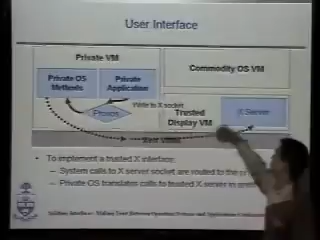 User Interface
Private VM
Commodity OS VM
Private OS
Methods
Private
Application
Write to X socket
Proxos
Trusted
Display VM
X Server
• To implement a trusted X interface:
– System calls to X server socket are routed to the
– Private OS translates calls to trusted X server in